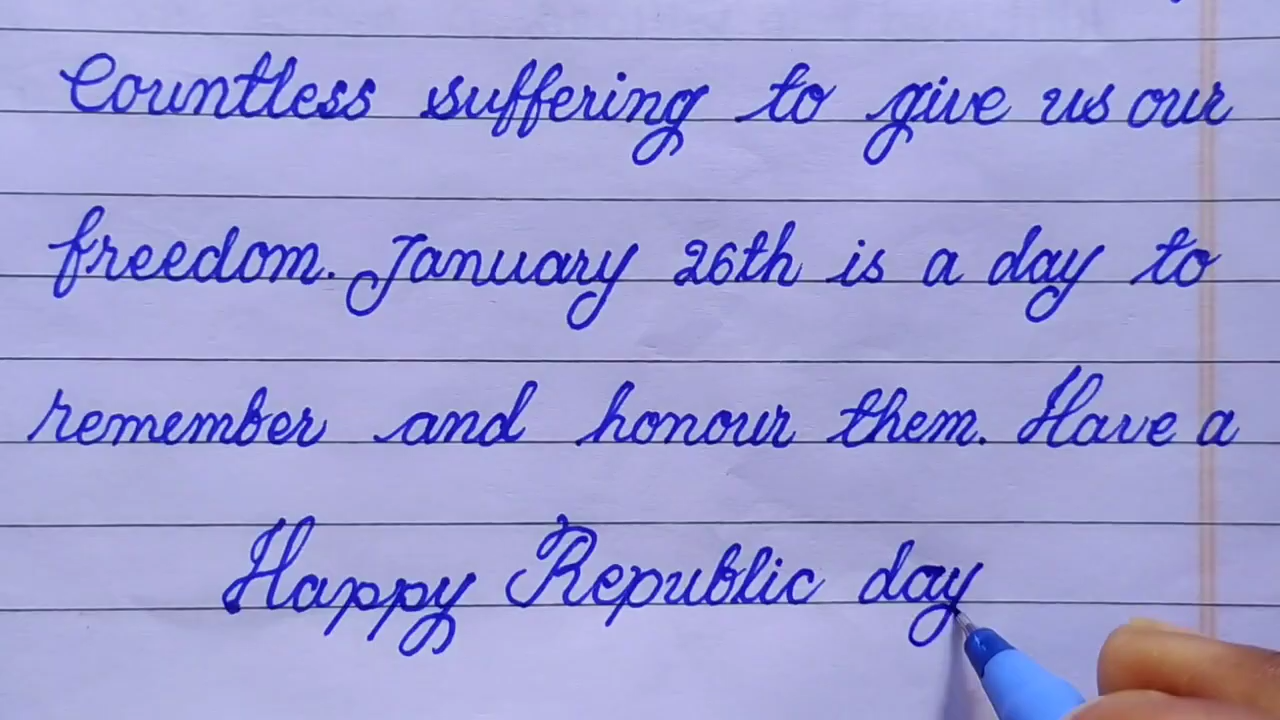 Countless suffering to give us our
freedom. January 26th is a day to
remember and honour them. Have a
Happy Republic day